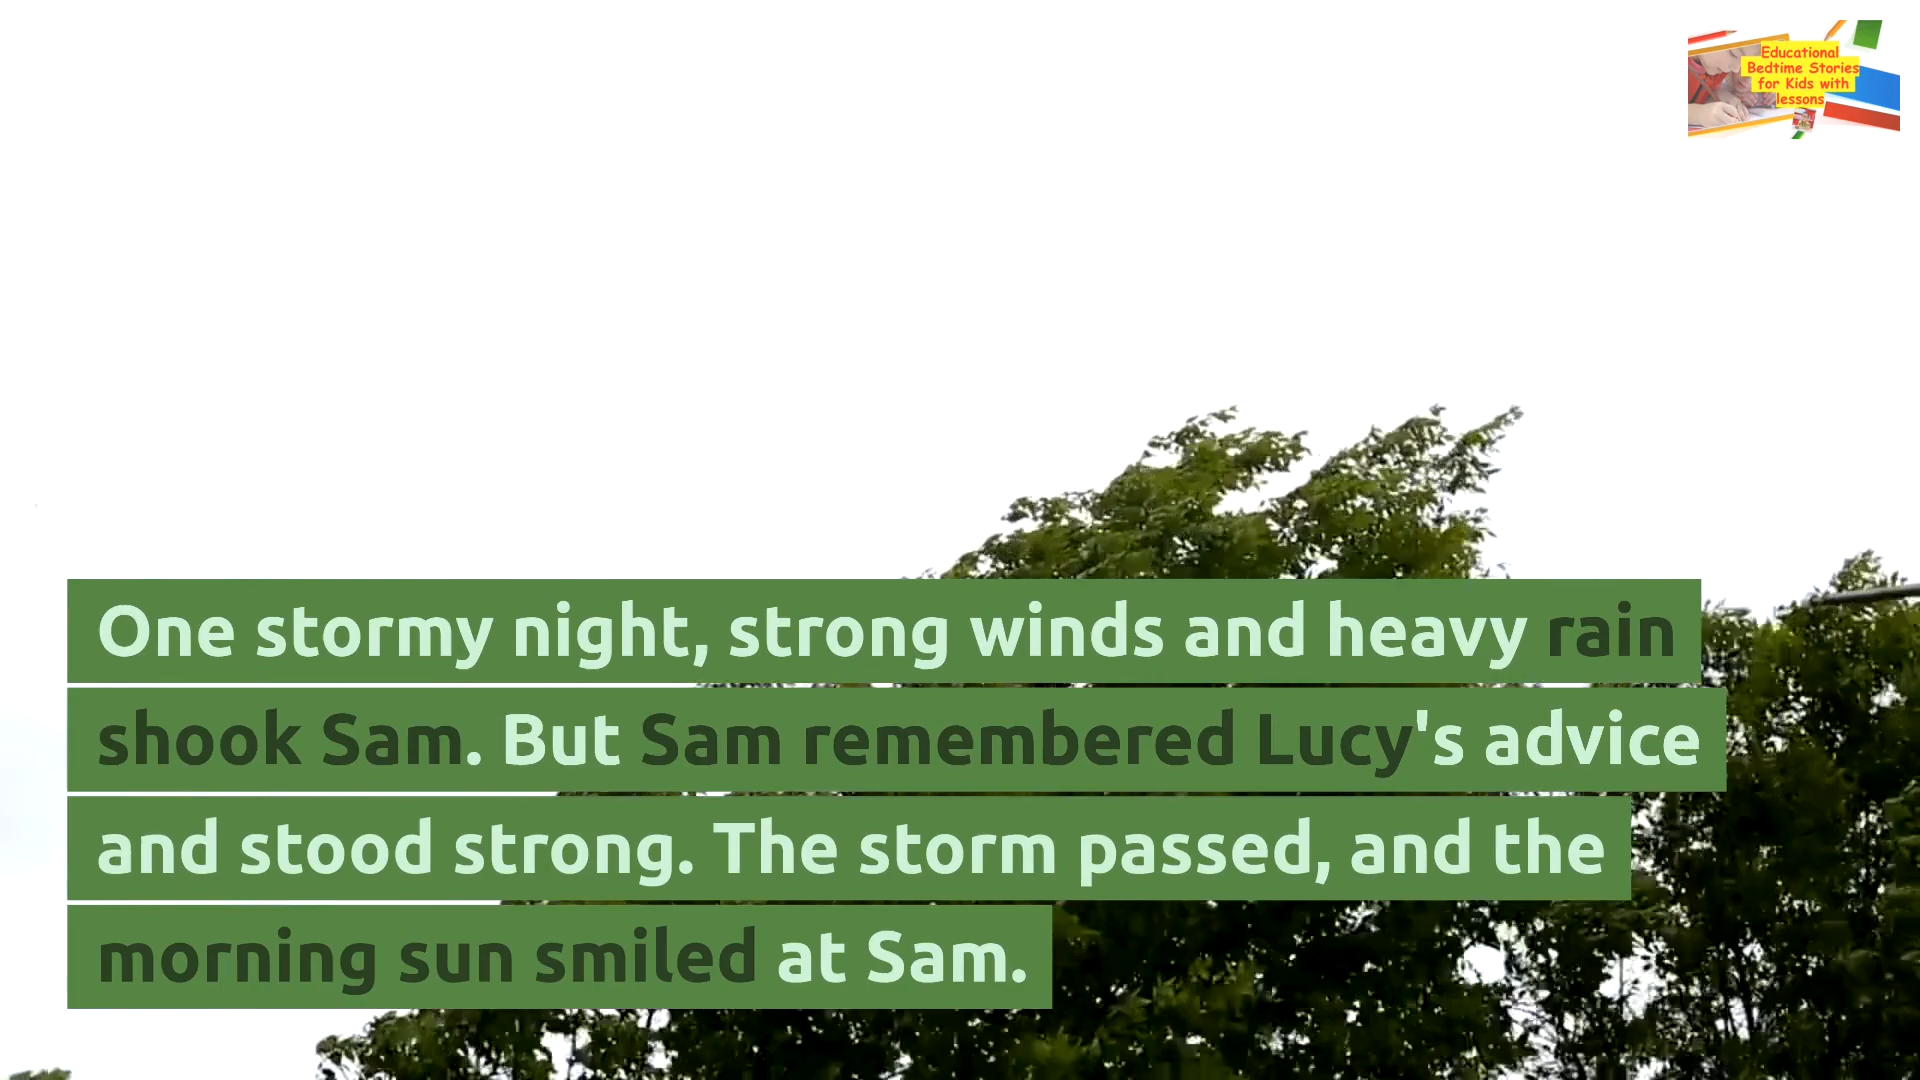 Educational
Bedtime Stories
for Kids with
lessons
One stormy night, strong winds and heavy rain
shook Sam. But Sam remembered Lucy's advice
and stood strong. The storm passed, and the
morning sun smiled at Sam.